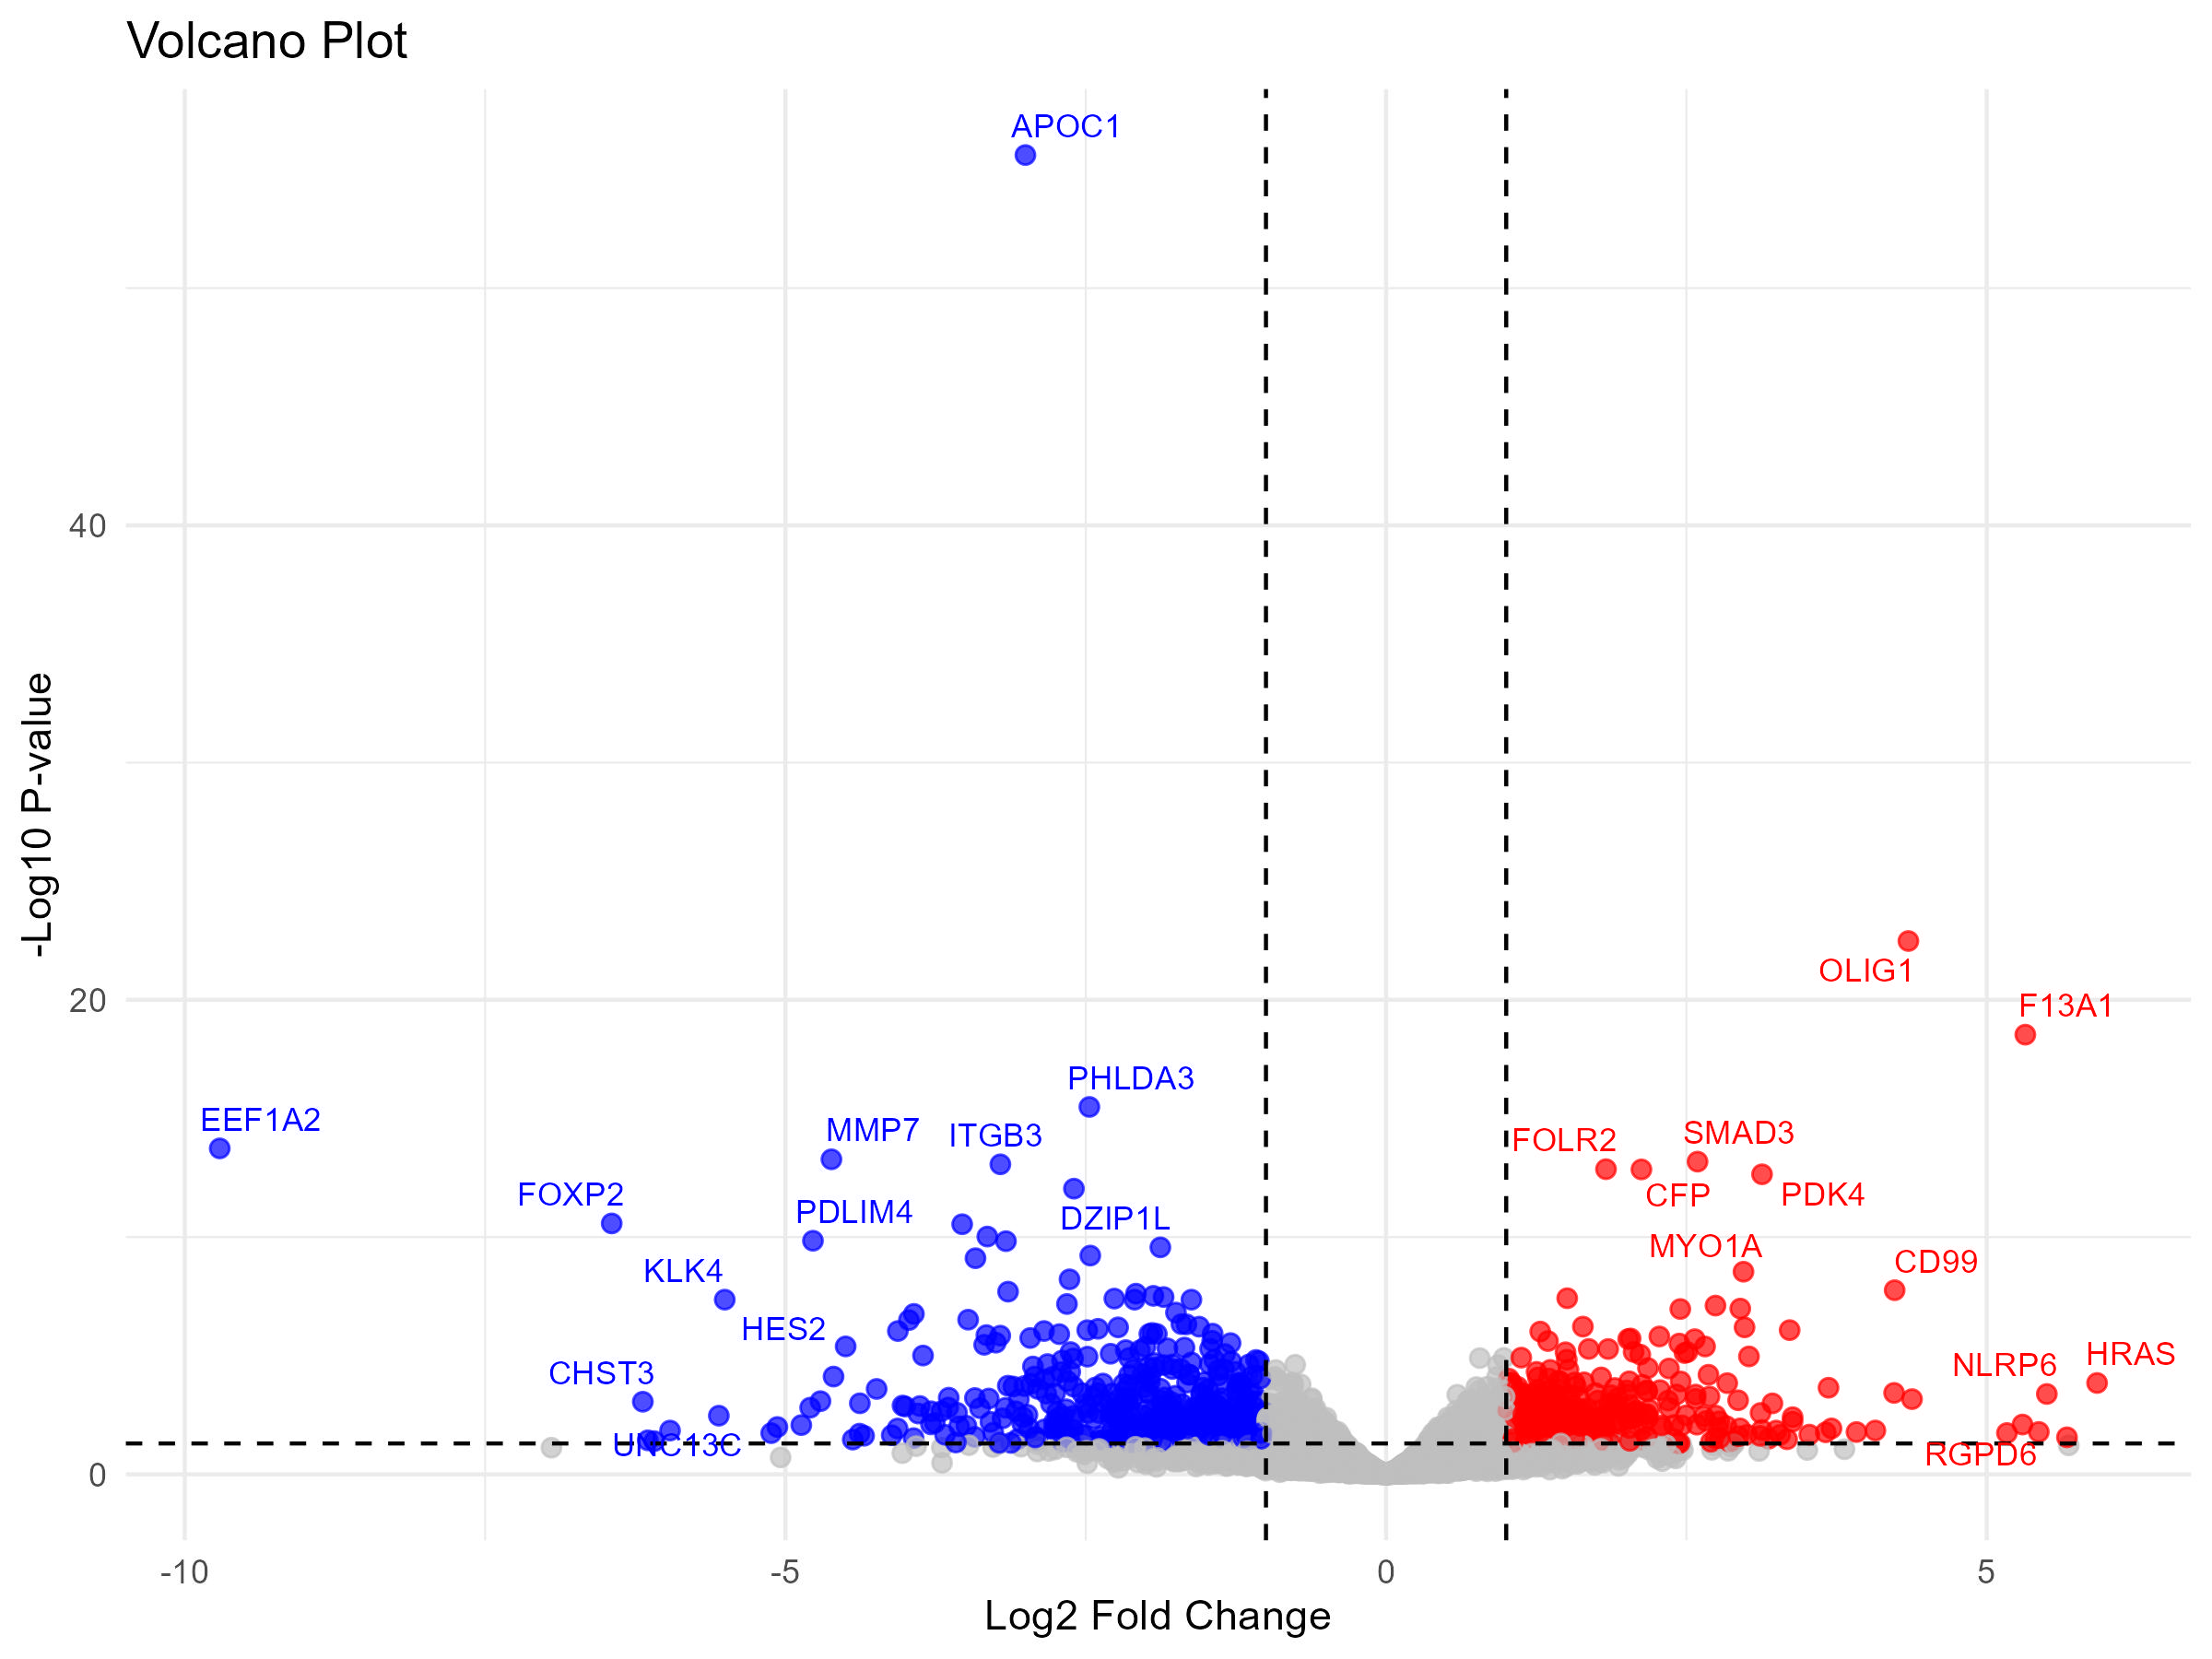 Volcano Plot
APOC1
40
-Log10 P-value
OLIG1
20
F13A1
PHLDA3
EEF1A2
MMP7
ITGB3
FOLR2
SMAD3
FOXP2
PDLIM4
DZIP1L
CFP
PDK4
MYO1A
KLK4
CD99
HES2
CHST3
NLRP6
HRAS
UNC13C
RGPD6
0
-10
-5
0
5
Log2 Fold Change